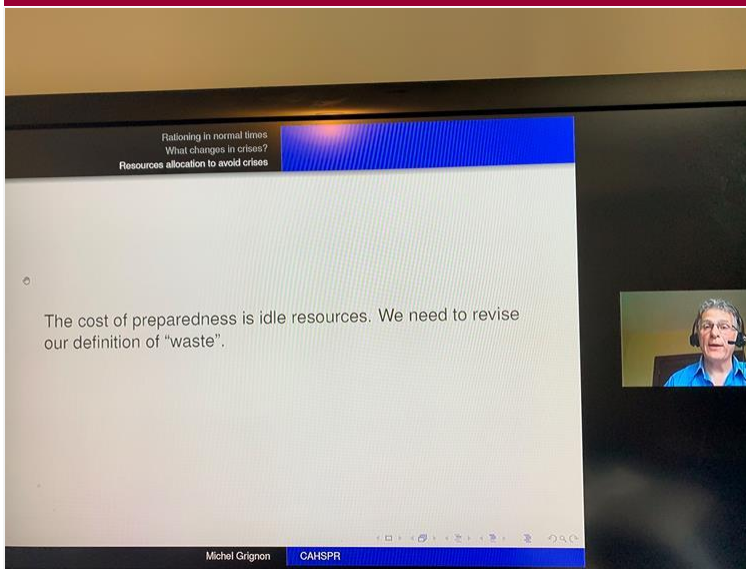 Rationing in normal times
What changes in crises?
Resources allocation to avoid crises
The cost of preparedness is idle resources. We need to revise
our definition of “waste”.
Michel Grignon
CAHSPR